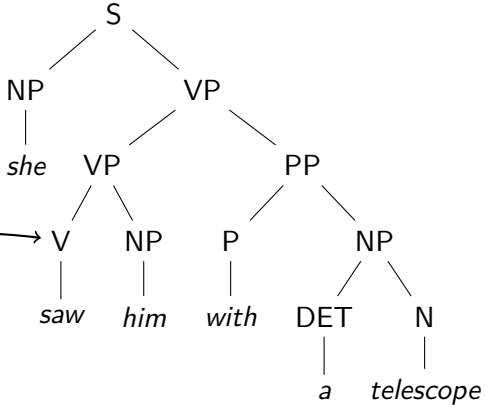 S
NP VP
she VP PP
V NP P NP
saw him with DET N
a telescope